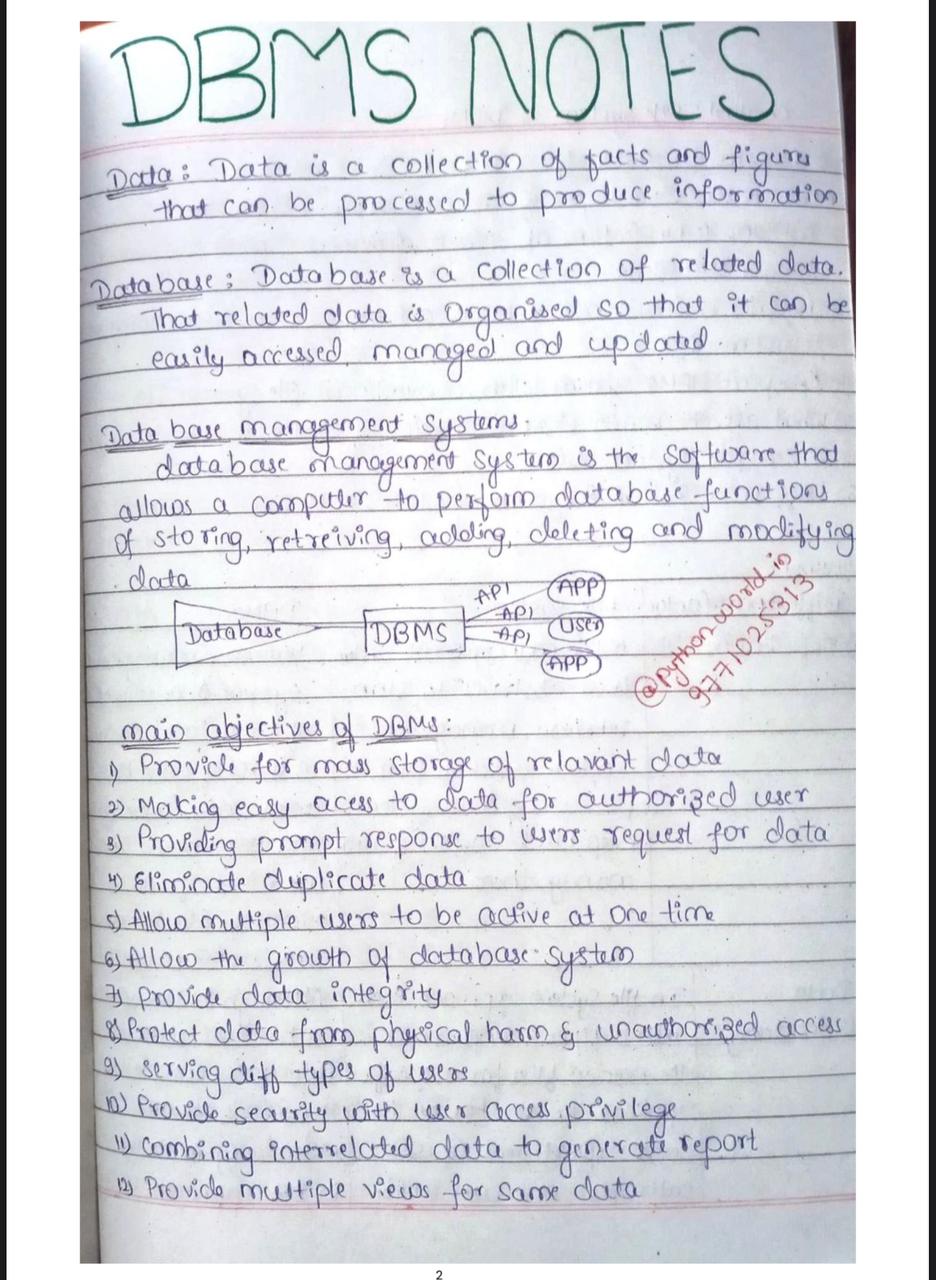 DBMS NOTES
Data : Data is a collection of facts and figures
that can be processed to produce information
Database : Database is a collection of related data.
That related data is Organised so that it can be
easily accessed, managed and updated.
Data base management systems:
database management system is the software that
allows a computer to perform database functions
of storing, retreiving, adding, deleting and modifying
data
Database
DBMS
API
API
API
APP
User
APP
@python.world_in
9771025313
main abjectives of DBMS :
1) Provide for mass storage of relavant data
2) Making easy acess to data for authorized user
3) Providing prompt response to users request for data
4) Eliminate duplicate data
5) Allow multiple users to be active at one time
6) Allow the growth of database system
7) provide data integrity
8) Protect data from physical harm & unauthorized access
9) serving diff types of users
10) Provide security with user access privilege
11) combining interrelated data to generate report
12) Provide multiple views for same data
2